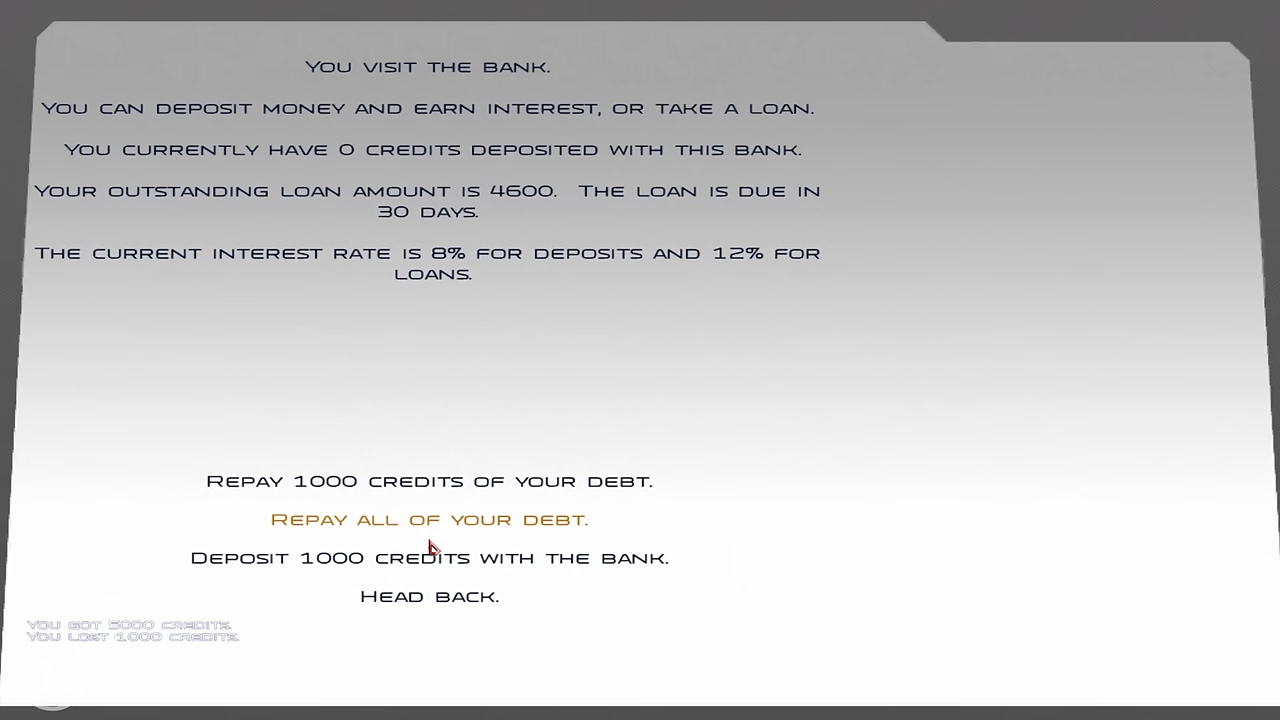 You visit the bank.
You can deposit money and earn interest, or take a loan.
You currently have 0 credits deposited with this bank.
Your outstanding loan amount is 4600.  The loan is due in
30 days.
The current interest rate is 8% for deposits and 12% for
loans.
Repay 1000 credits of your debt.
Repay all of your debt.
Deposit 1000 credits with the bank.
Head back.
You got 5000 credits.
You lost 1000 credits.